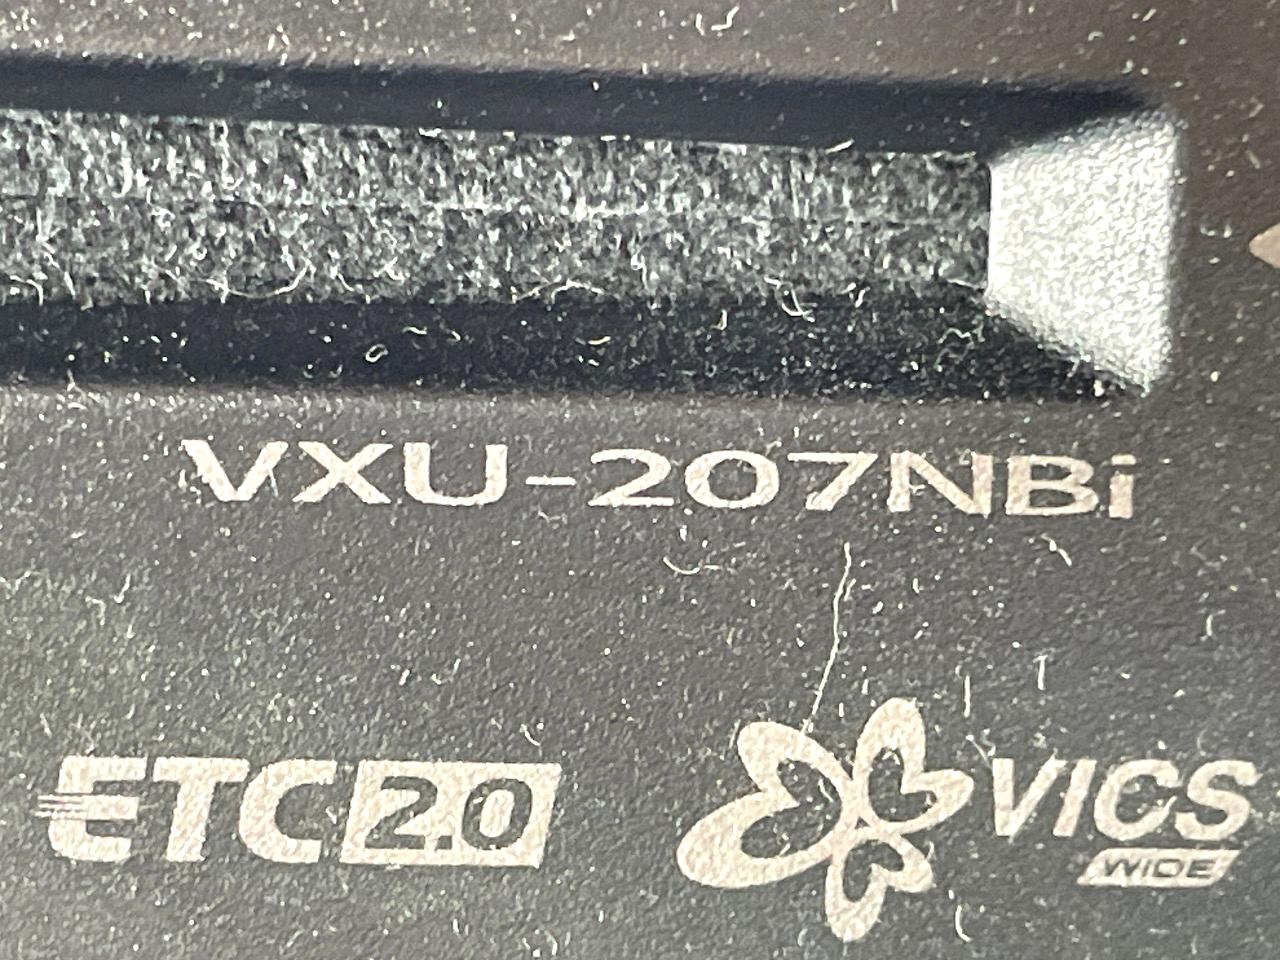 VXU-207NBi
ETC2.0
VICS
WIDE